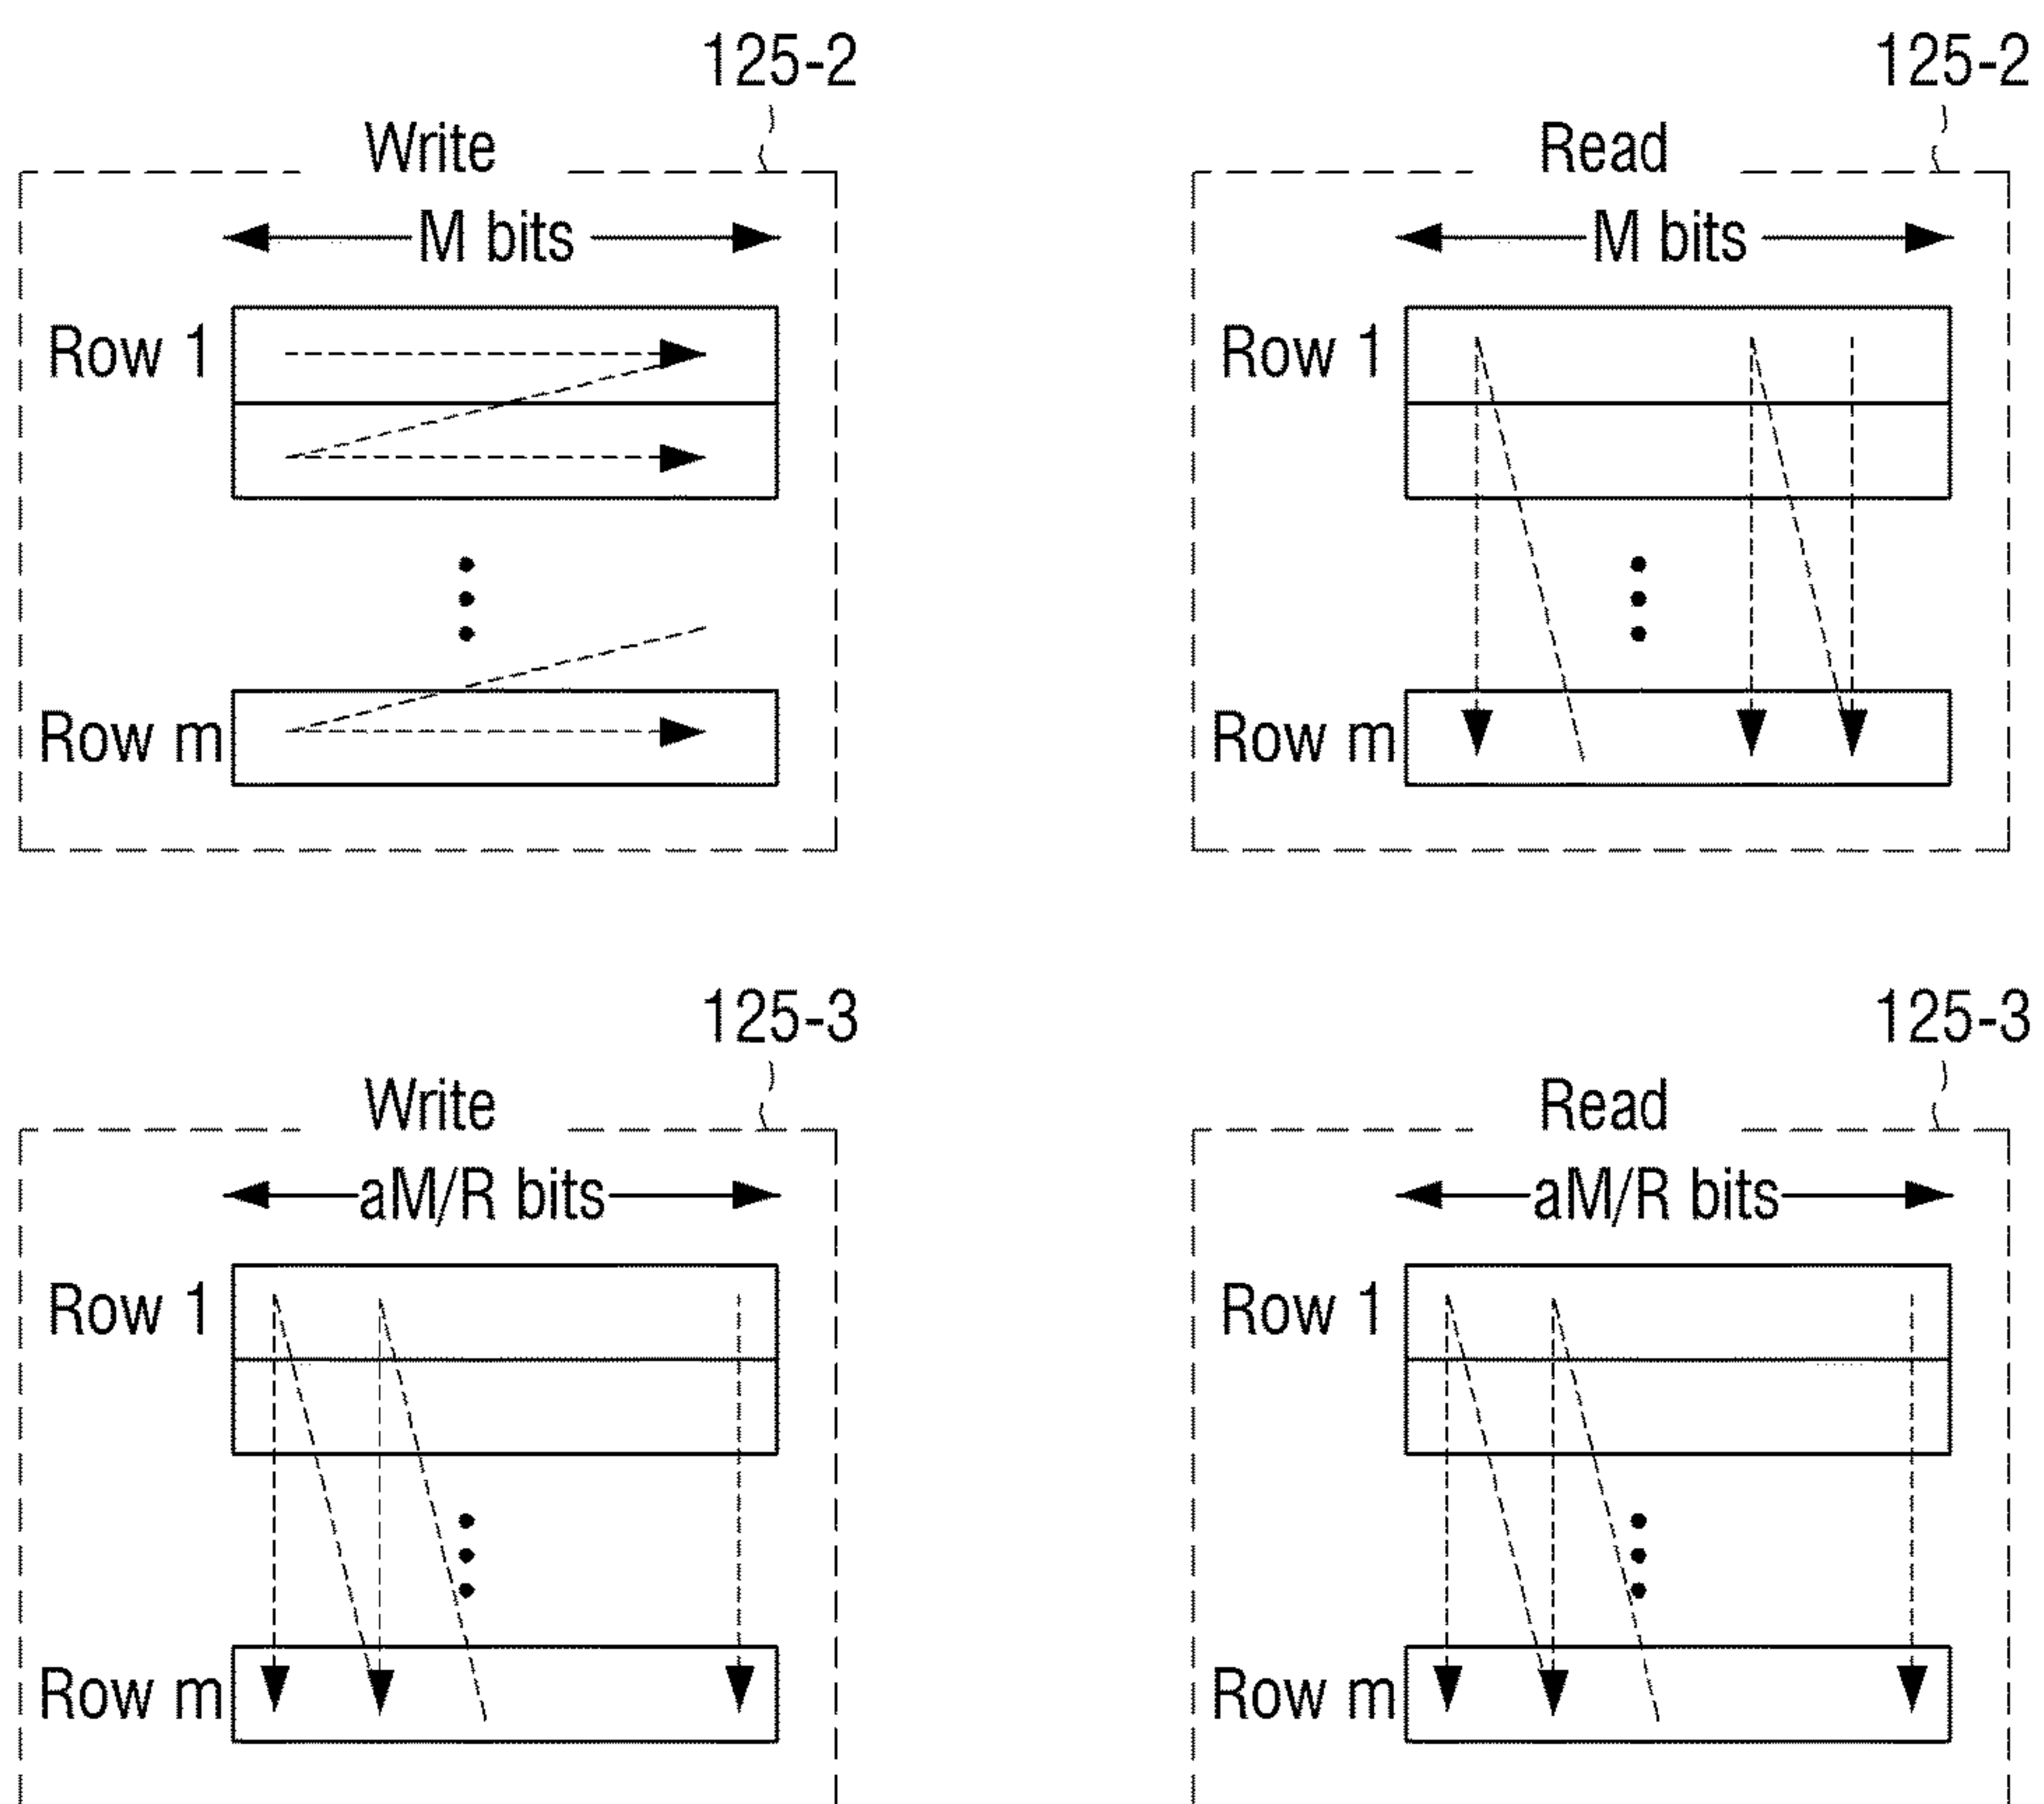 125-2
Write
M bits
Row 1
Row m
125-2
Read
M bits
Row 1
Row m
125-3
Write
aM/R bits
Row 1
Row m
125-3
Read
aM/R bits
Row 1
Row m